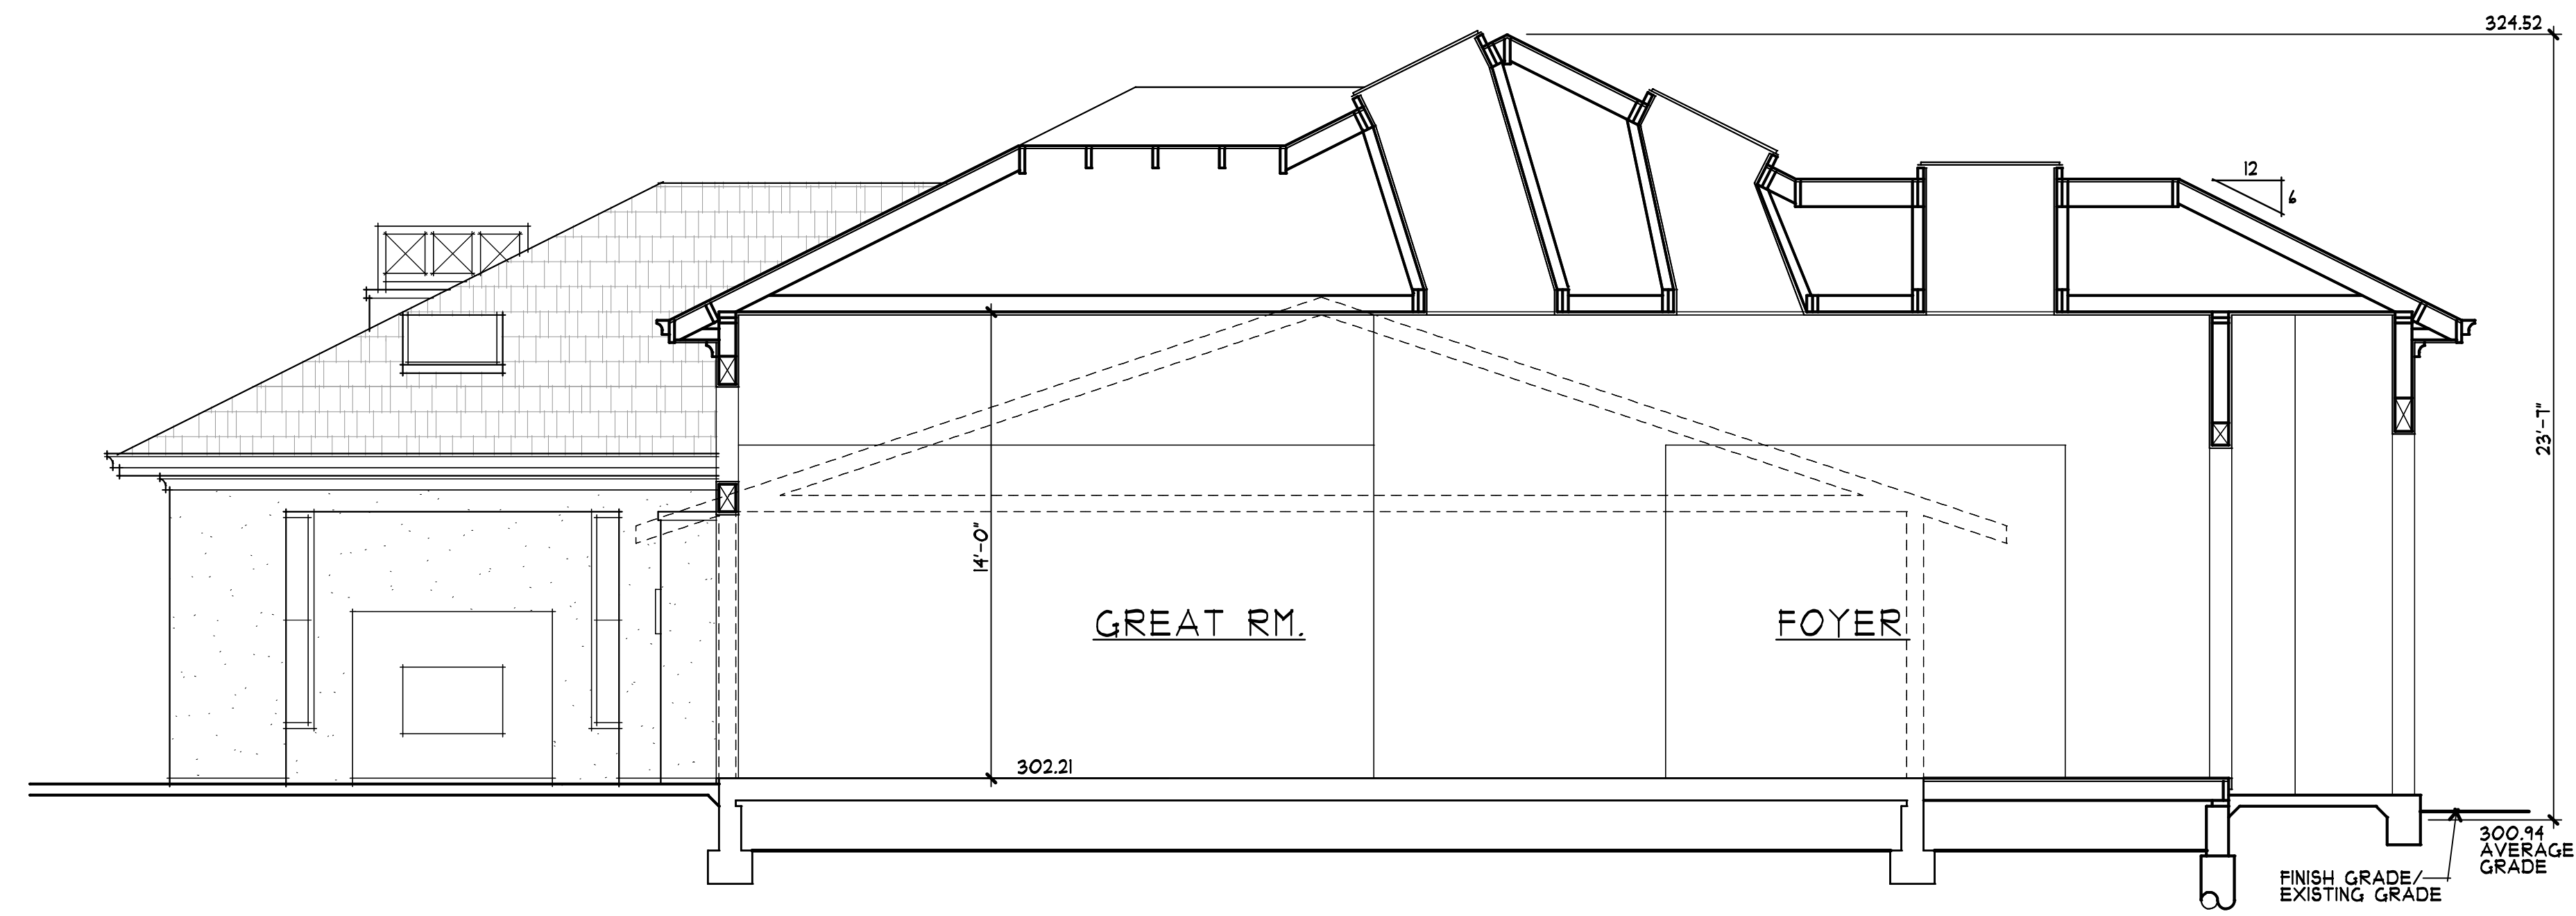 324.52
12
6
23'-7"
14'-0"
GREAT RM.
FOYER
302.21
300.94
AVERAGE
GRADE
FINISH GRADE/
EXISTING GRADE